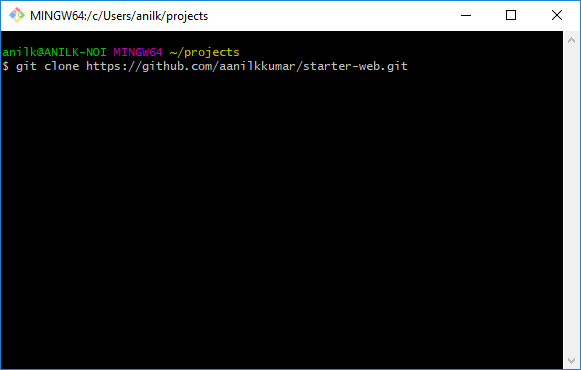 MINGW64:/c/Users/anilk/projects
anilk@ANILK-NOI MINGW64 ~/projects
$ git clone https://github.com/aanilkkumar/starter-web.git